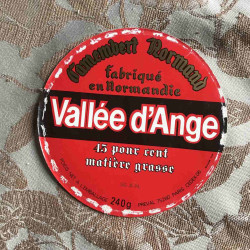 Camembert Normand
fabriqué
en Normandie
Vallée d'Ange
45 pour cent
matière grasse
240g